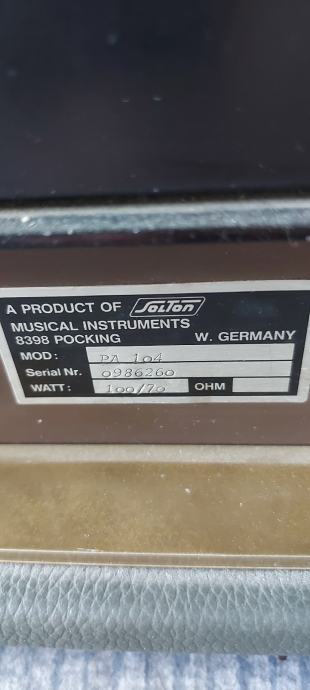 A PRODUCT OF SOLTON
MUSICAL INSTRUMENTS
8398 POCKING W. GERMANY
MOD: PA 104
Serial Nr. 0986260
WATT: 100/70 OHM